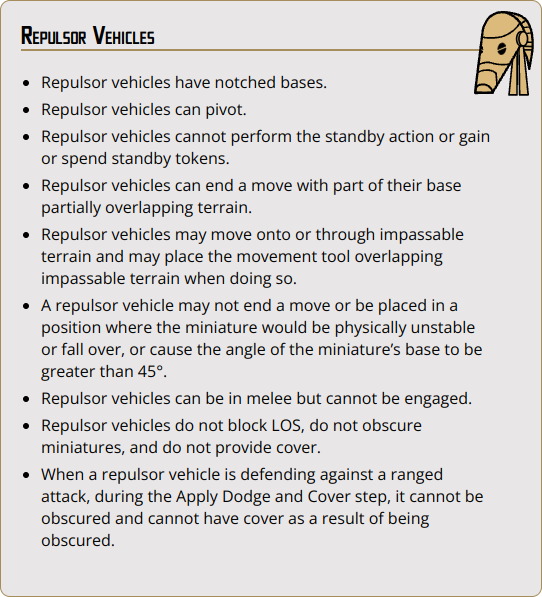 Repulsor Vehicles
• Repulsor vehicles have notched bases.
• Repulsor vehicles can pivot.
• Repulsor vehicles cannot perform the standby action or gain
or spend standby tokens.
• Repulsor vehicles can end a move with part of their base
partially overlapping terrain.
• Repulsor vehicles may move onto or through impassable
terrain and may place the movement tool overlapping
impassable terrain when doing so.
• A repulsor vehicle may not end a move or be placed in a
position where the miniature would be physically unstable
or fall over, or cause the angle of the miniature’s base to be
greater than 45°.
• Repulsor vehicles can be in melee but cannot be engaged.
• Repulsor vehicles do not block LOS, do not obscure
miniatures, and do not provide cover.
• When a repulsor vehicle is defending against a ranged
attack, during the Apply Dodge and Cover step, it cannot be
obscured and cannot have cover as a result of being
obscured.